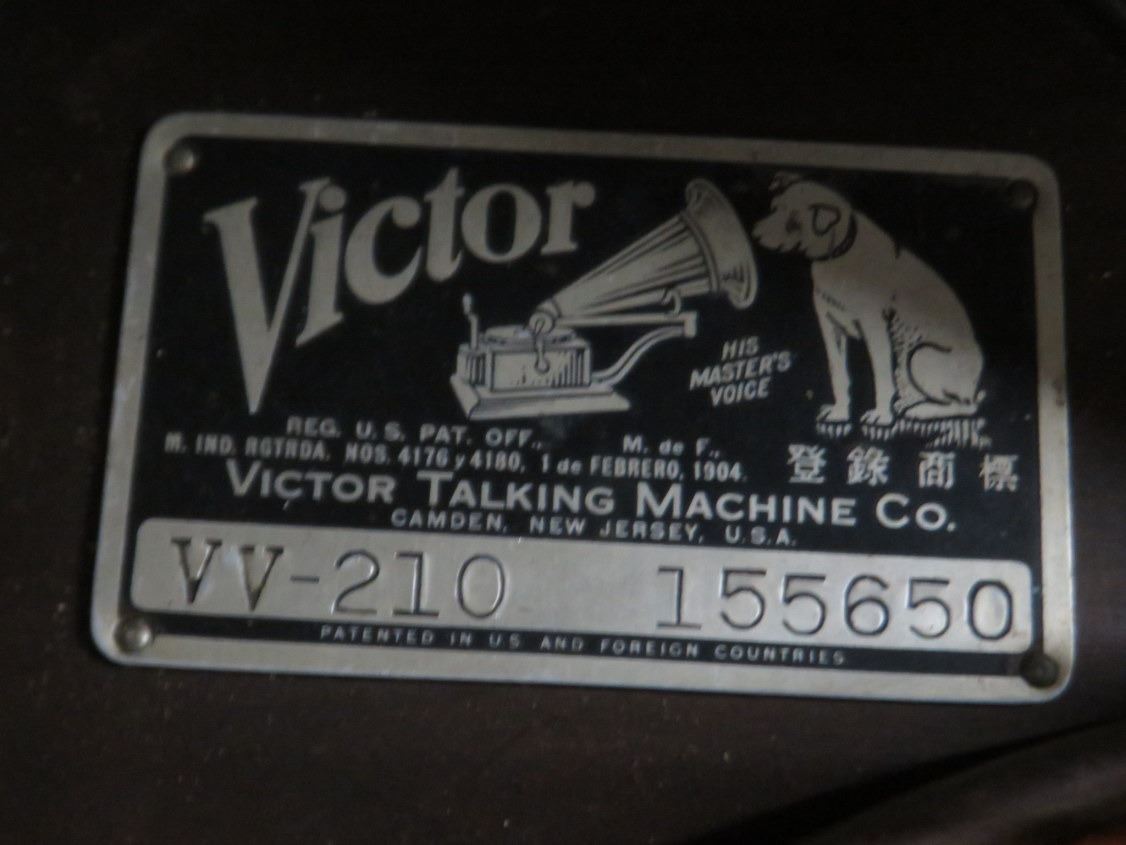 Victor
HIS
MASTER'S
VOICE
REG. U. S. PAT. OFF., M. de F.,
M. IND. RGTRDA. NOS. 4176 y 4180. 1 de FEBRERO, 1904.
登錄商標
VICTOR TALKING MACHINE CO.
CAMDEN, NEW JERSEY, U.S.A.
VV-210 155650
PATENTED IN U S AND FOREIGN COUNTRIES